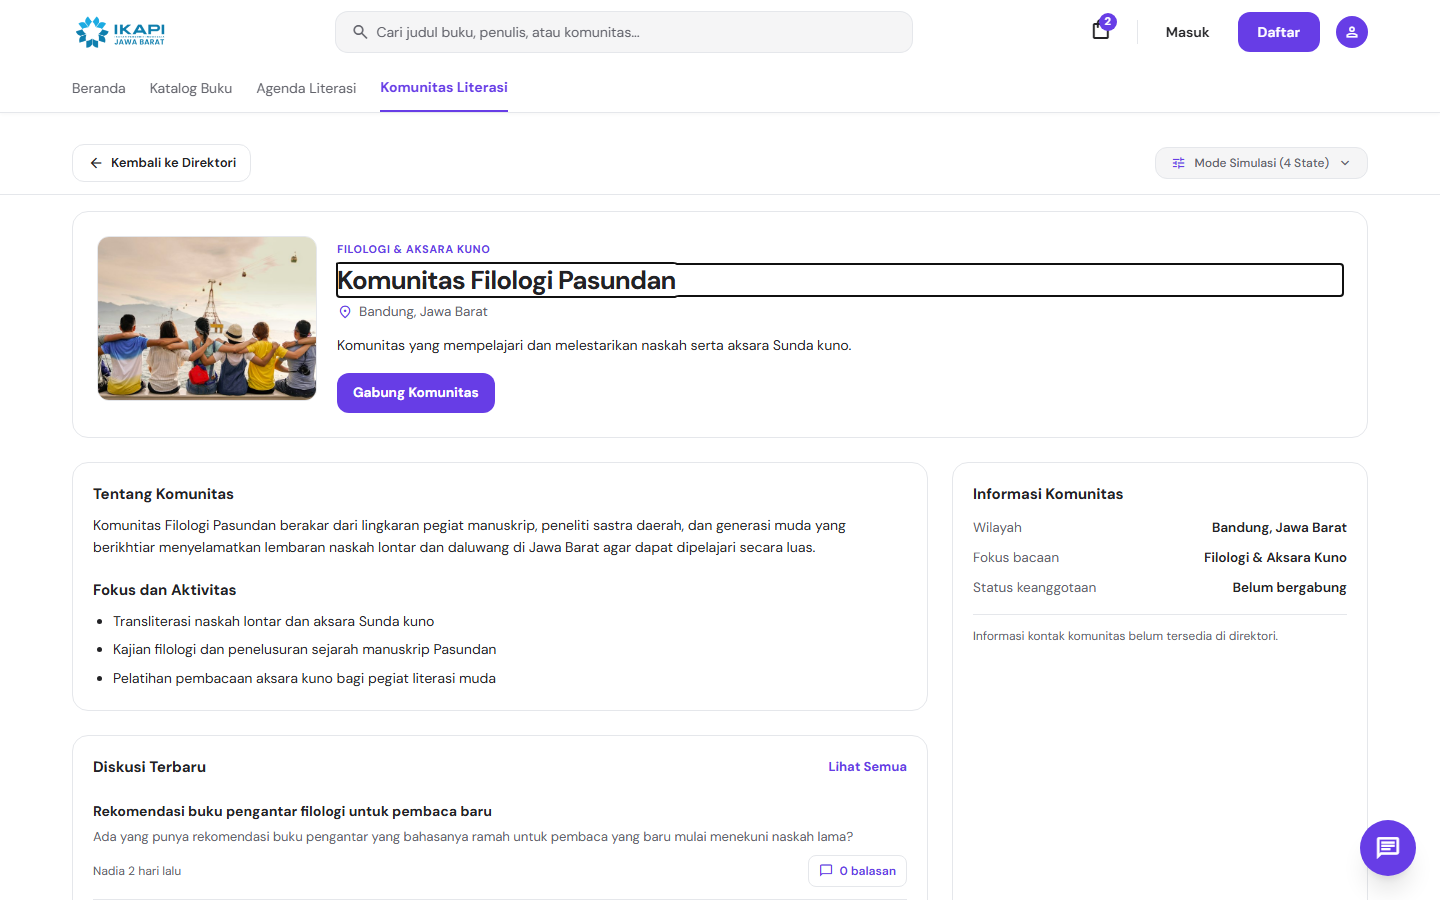 IKAPI
JAWA BARAT
Cari judul buku, penulis, atau komunitas...
2
Masuk
Daftar
Beranda
Katalog Buku
Agenda Literasi
Komunitas Literasi
Kembali ke Direktori
Mode Simulasi (4 State)
FILOLOGI & AKSARA KUNO
Komunitas Filologi Pasundan
Bandung, Jawa Barat
Komunitas yang mempelajari dan melestarikan naskah serta aksara Sunda kuno.
Gabung Komunitas
Tentang Komunitas
Komunitas Filologi Pasundan berakar dari lingkaran pegiat manuskrip, peneliti sastra daerah, dan generasi muda yang
berikhtiar menyelamatkan lembaran naskah lontar dan daluwang di Jawa Barat agar dapat dipelajari secara luas.
Fokus dan Aktivitas
• Transliterasi naskah lontar dan aksara Sunda kuno
• Kajian filologi dan penelusuran sejarah manuskrip Pasundan
• Pelatihan pembacaan aksara kuno bagi pegiat literasi muda
Informasi Komunitas
Wilayah Bandung, Jawa Barat
Fokus bacaan Filologi & Aksara Kuno
Status keanggotaan Belum bergabung
Informasi kontak komunitas belum tersedia di direktori.
Diskusi Terbaru
Lihat Semua
Rekomendasi buku pengantar filologi untuk pembaca baru
Ada yang punya rekomendasi buku pengantar yang bahasanya ramah untuk pembaca yang baru mulai menekuni naskah lama?
Nadia 2 hari lalu
0 balasan